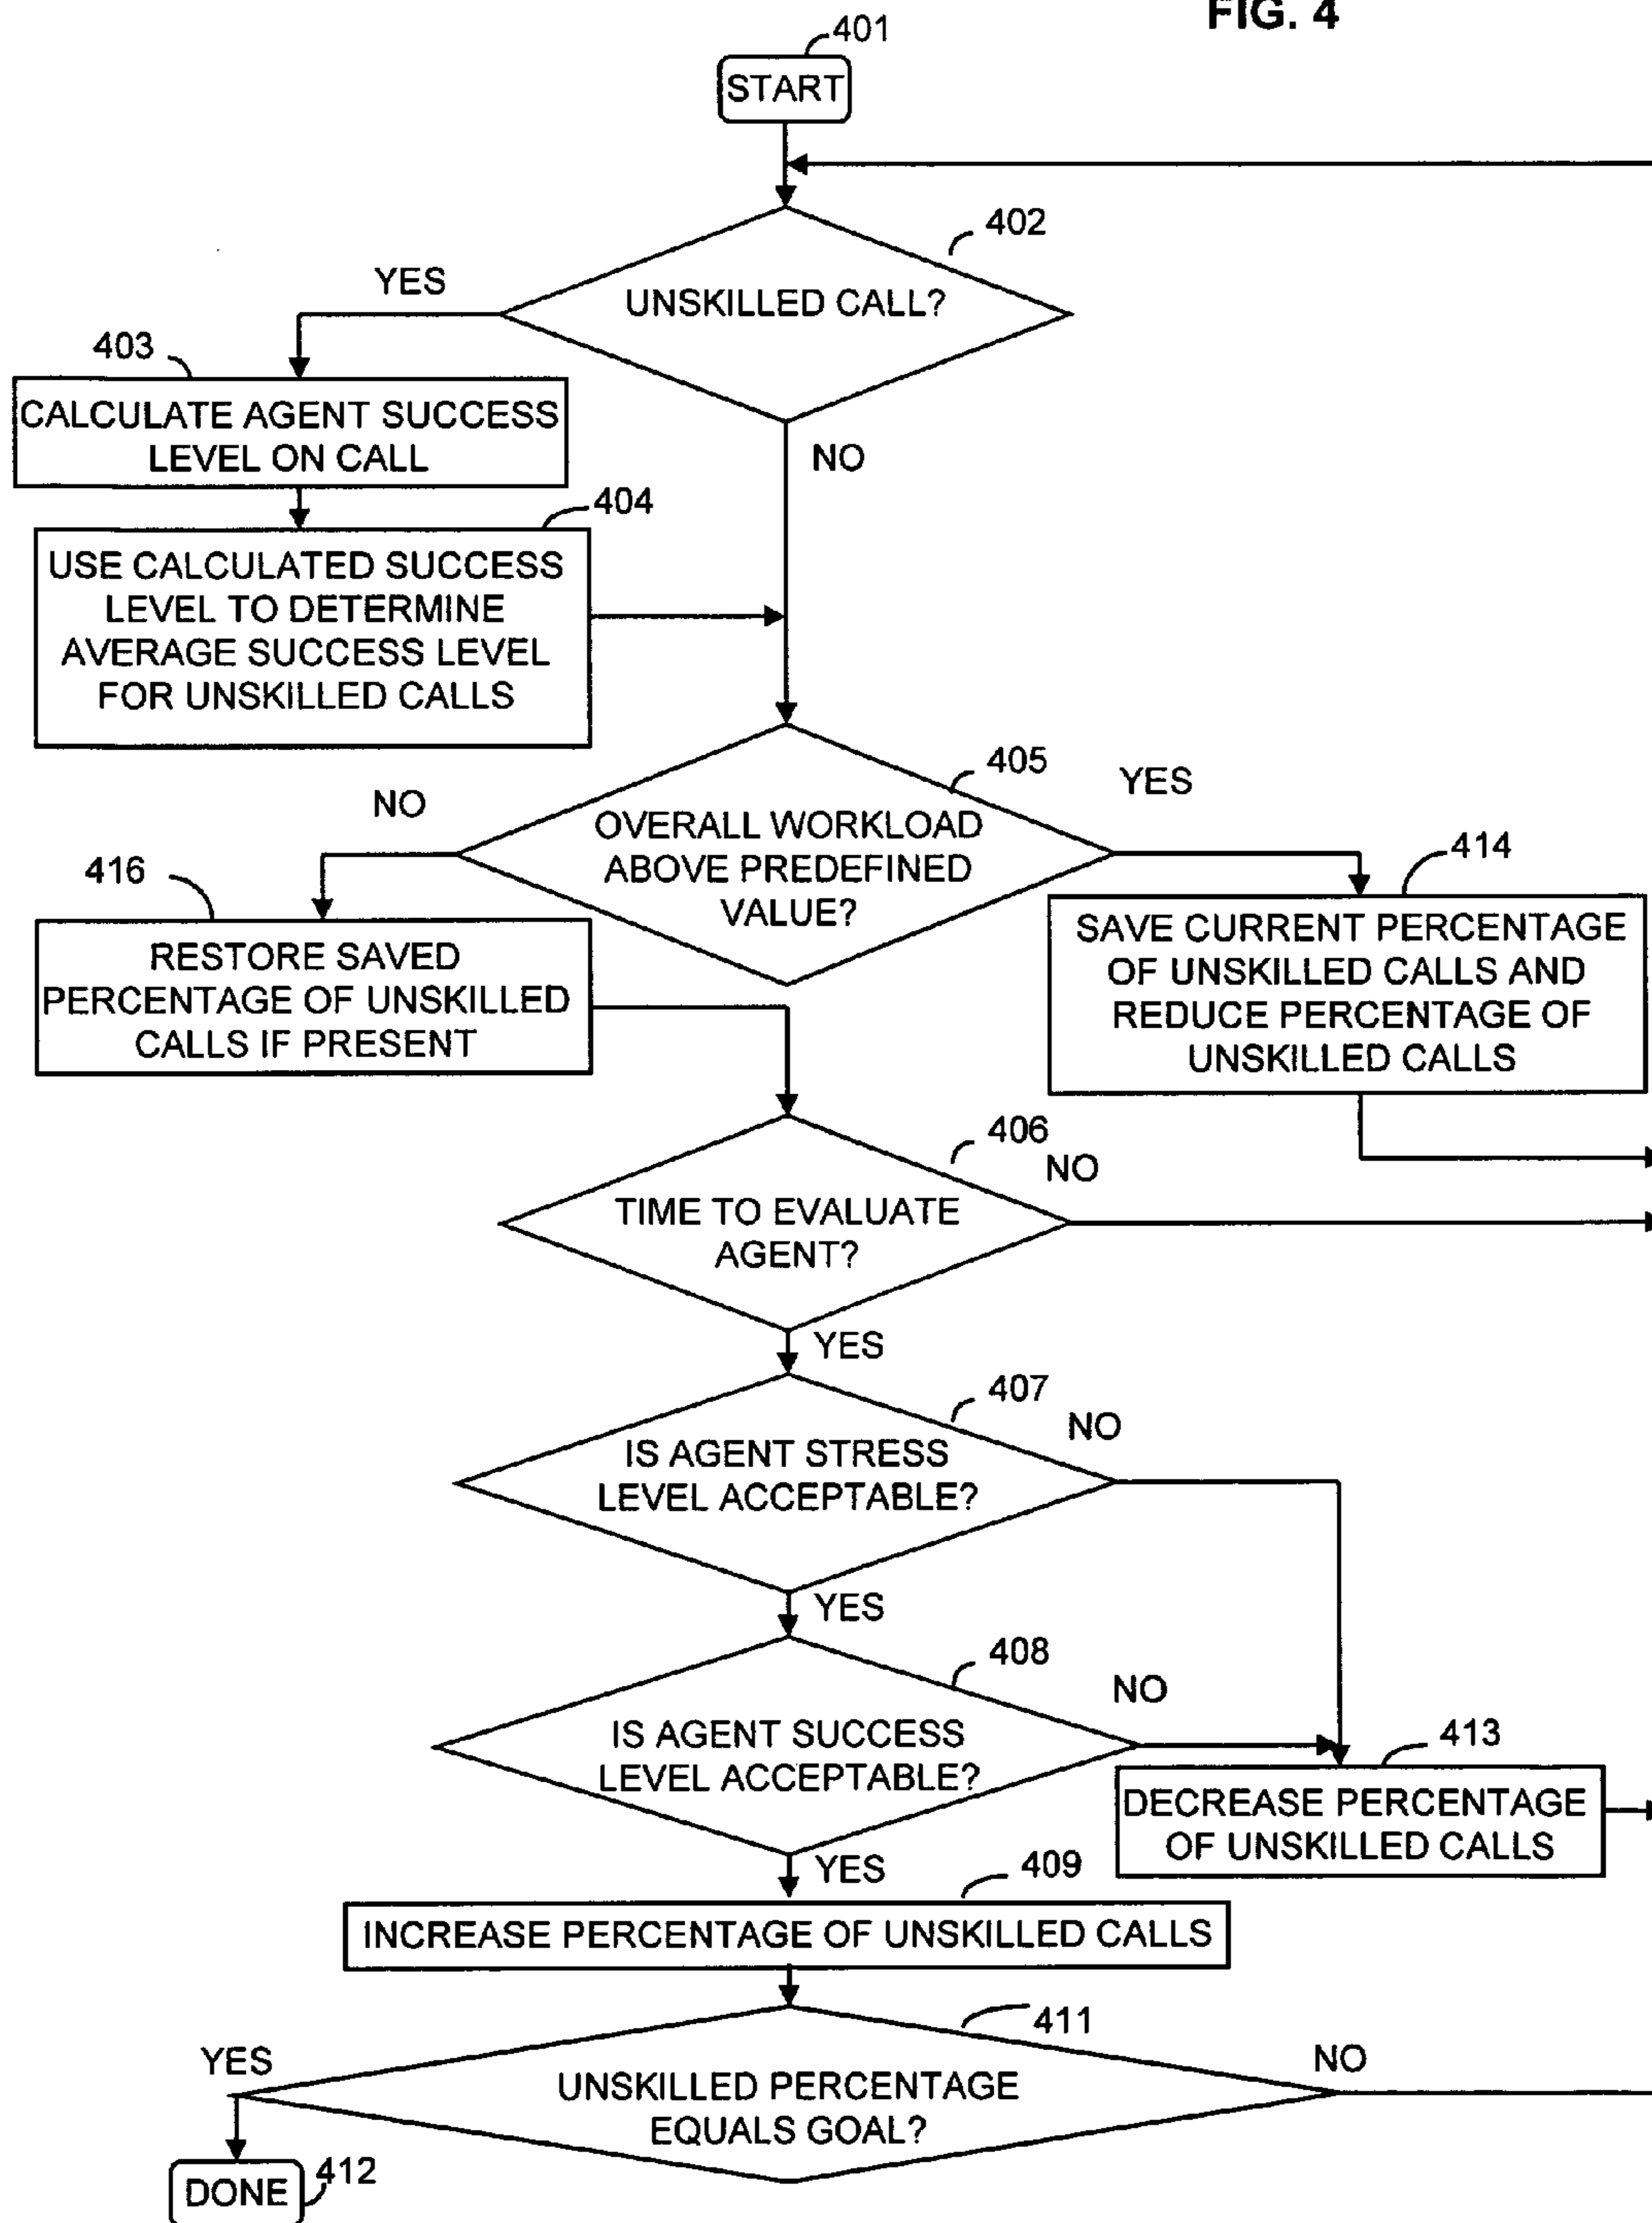 FIG. 4
401
START
402
UNSKILLED CALL?
YES
NO
403
CALCULATE AGENT SUCCESS
LEVEL ON CALL
404
USE CALCULATED SUCCESS
LEVEL TO DETERMINE
AVERAGE SUCCESS LEVEL
FOR UNSKILLED CALLS
405
OVERALL WORKLOAD
ABOVE PREDEFINED
VALUE?
NO
YES
416
RESTORE SAVED
PERCENTAGE OF UNSKILLED
CALLS IF PRESENT
414
SAVE CURRENT PERCENTAGE
OF UNSKILLED CALLS AND
REDUCE PERCENTAGE OF
UNSKILLED CALLS
406
NO
TIME TO EVALUATE
AGENT?
YES
407
NO
IS AGENT STRESS
LEVEL ACCEPTABLE?
YES
408
NO
IS AGENT SUCCESS
LEVEL ACCEPTABLE?
413
DECREASE PERCENTAGE
OF UNSKILLED CALLS
YES
409
INCREASE PERCENTAGE OF UNSKILLED CALLS
411
YES
NO
UNSKILLED PERCENTAGE
EQUALS GOAL?
DONE
412